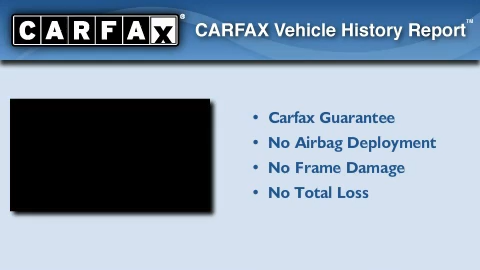 CARFAX® CARFAX Vehicle History Report™
• Carfax Guarantee
• No Airbag Deployment
• No Frame Damage
• No Total Loss